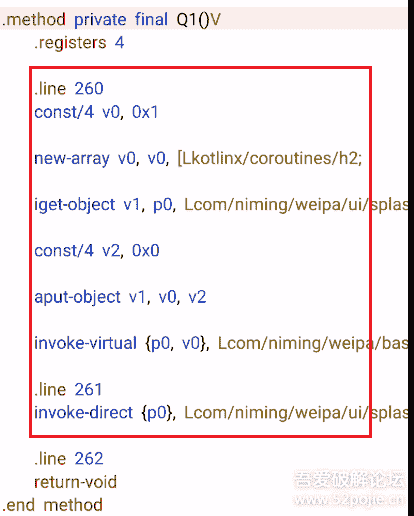 .method private final Q1()V
.registers 4
.line 260
const/4 v0, 0x1
new-array v0, v0, [Lkotlinx/coroutines/h2;
iget-object v1, p0, Lcom/niming/weipa/ui/splas
const/4 v2, 0x0
aput-object v1, v0, v2
invoke-virtual {p0, v0}, Lcom/niming/weipa/bas
.line 261
invoke-direct {p0}, Lcom/niming/weipa/ui/splas
.line 262
return-void
.end method
吾爱破解论坛
www.52pojie.cn